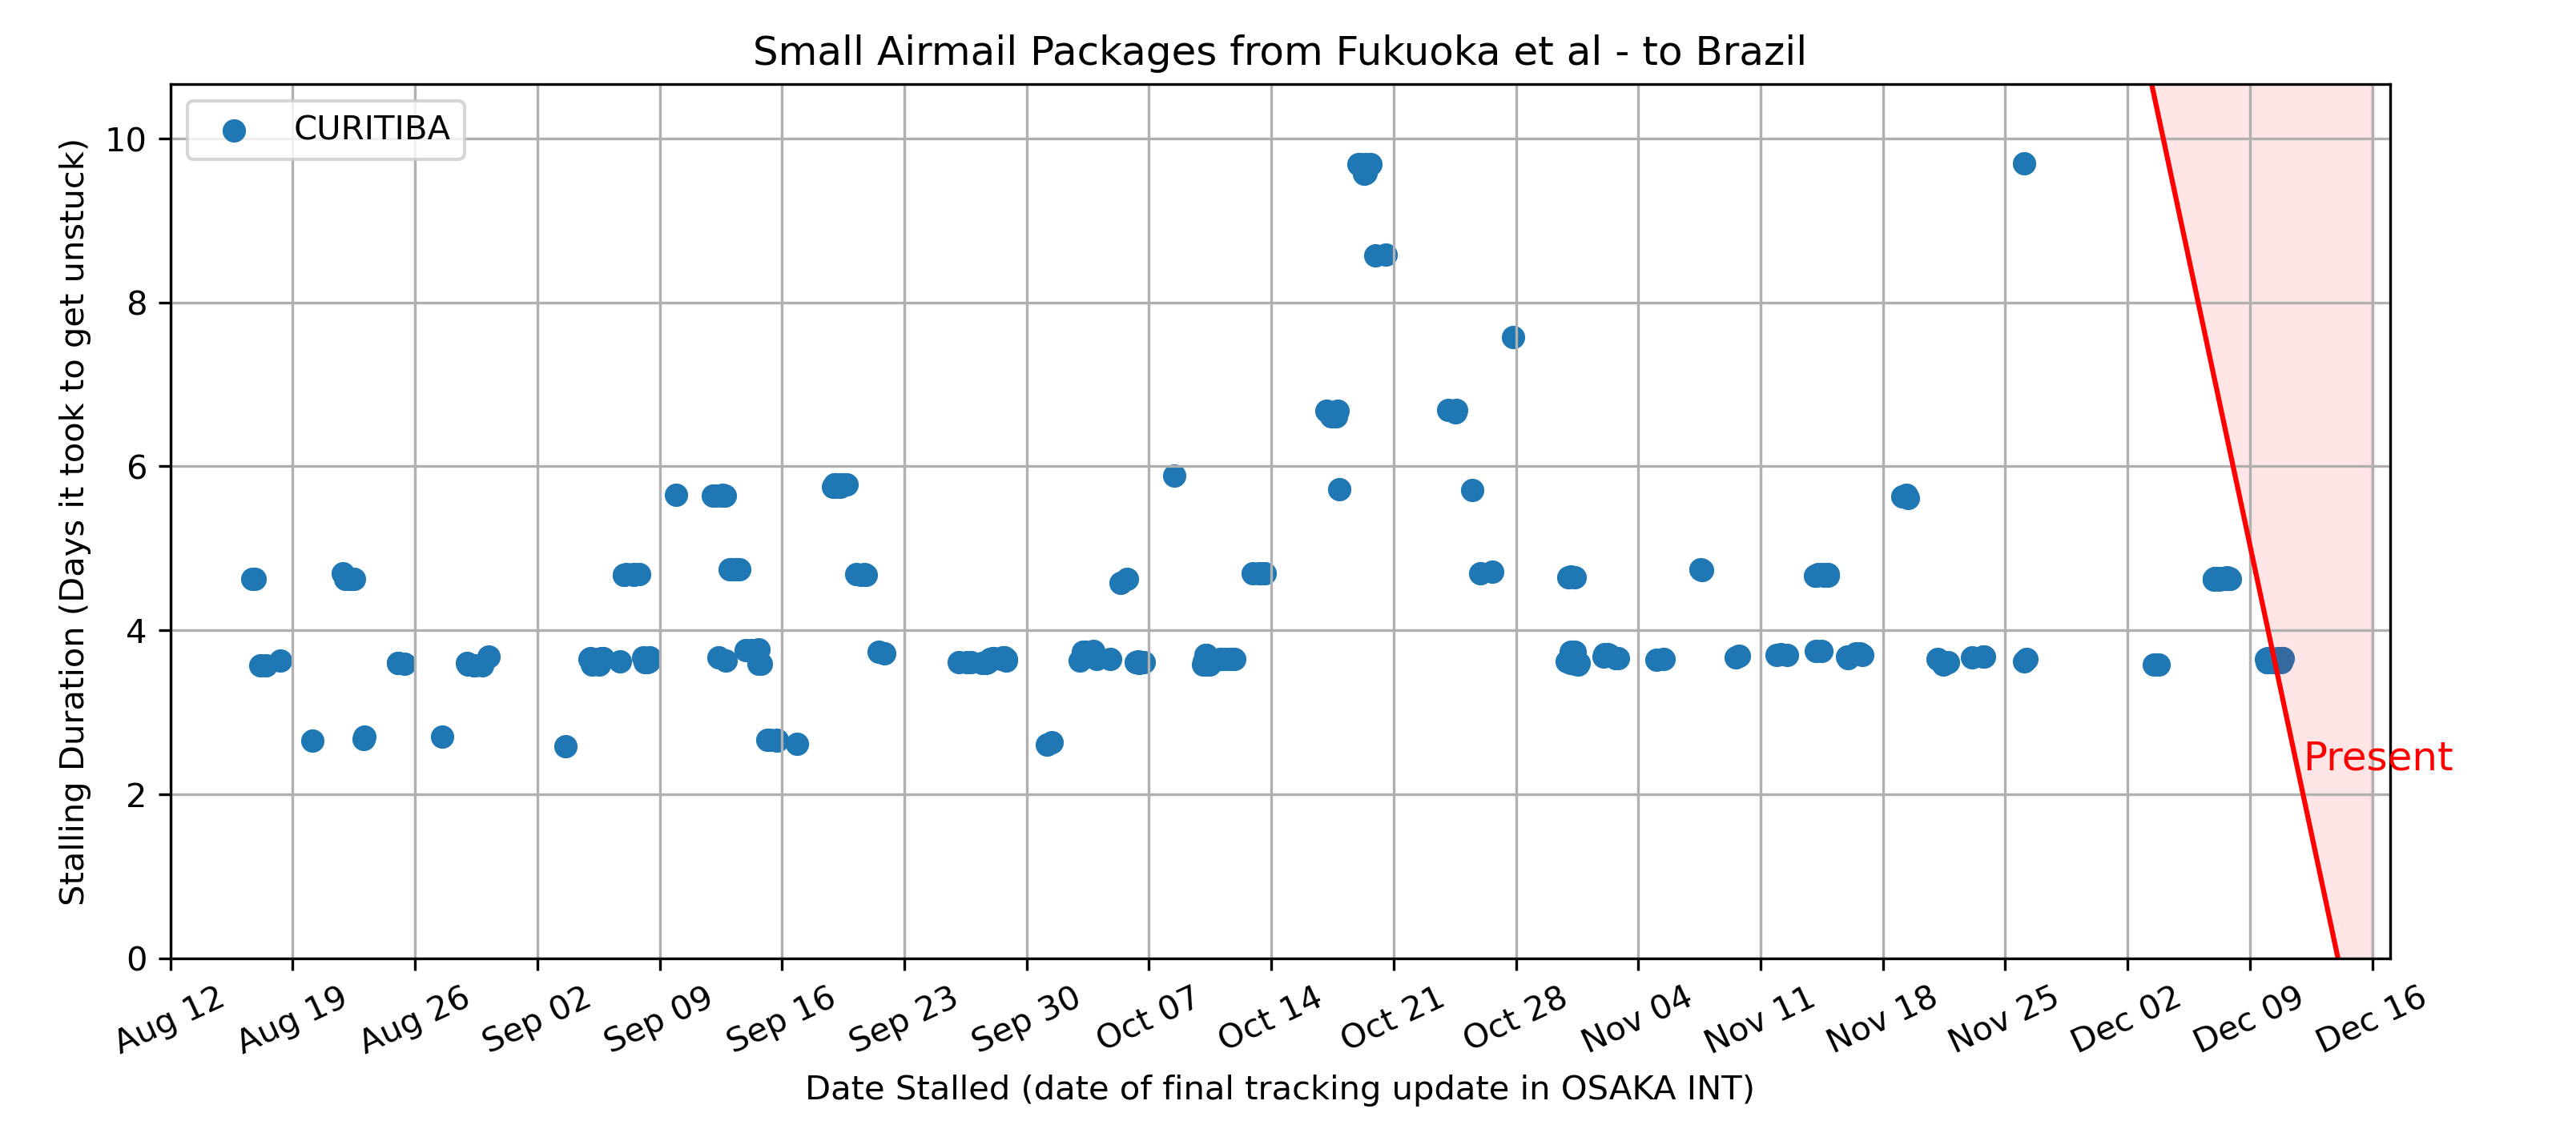 Small Airmail Packages from Fukuoka et al - to Brazil
CURITIBA
Stalling Duration (Days it took to get unstuck)
10
8
6
4
2
0
Present
Aug 12
Aug 19
Aug 26
Sep 02
Sep 09
Sep 16
Sep 23
Sep 30
Oct 07
Oct 14
Oct 21
Oct 28
Nov 04
Nov 11
Nov 18
Nov 25
Dec 02
Dec 09
Dec 16
Date Stalled (date of final tracking update in OSAKA INT)